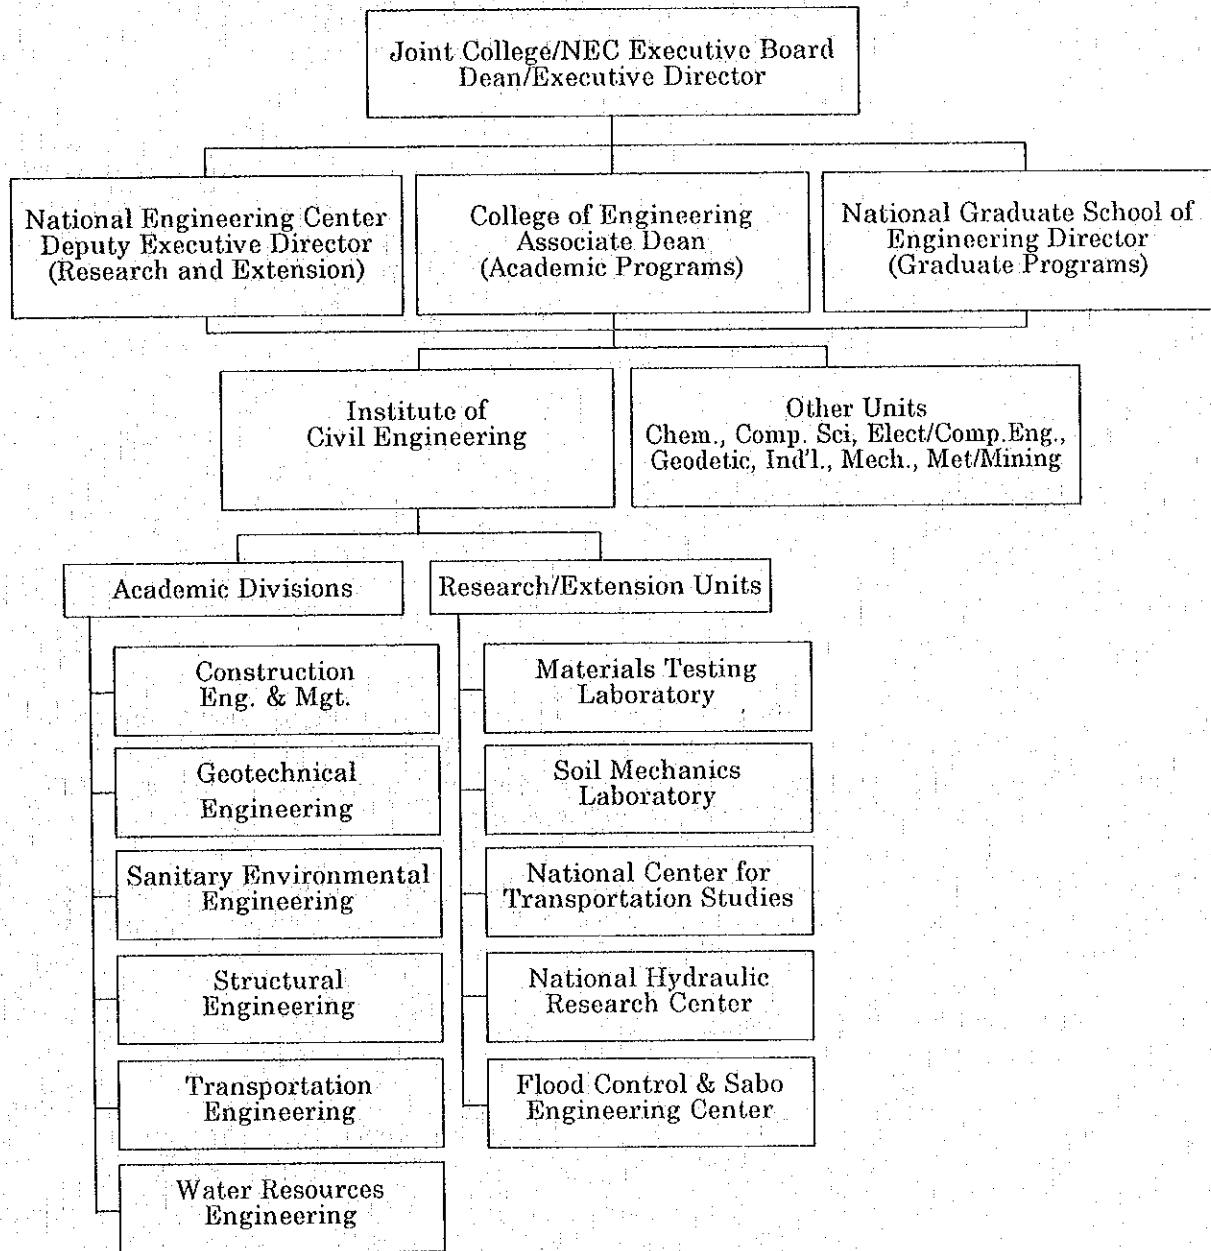 Joint College/NEC Executive Board
Dean/Executive Director
National Engineering Center
Deputy Executive Director
(Research and Extension)
College of Engineering
Associate Dean
(Academic Programs)
National Graduate School of
Engineering Director
(Graduate Programs)
Institute of
Civil Engineering
Other Units
Chem., Comp. Sci, Elect/Comp.Eng.,
Geodetic, Ind'l., Mech., Met/Mining
Academic Divisions
Construction
Eng. & Mgt.
Geotechnical
Engineering
Sanitary Environmental
Engineering
Structural
Engineering
Transportation
Engineering
Water Resources
Engineering
Research/Extension Units
Materials Testing
Laboratory
Soil Mechanics
Laboratory
National Center for
Transportation Studies
National Hydraulic
Research Center
Flood Control & Sabo
Engineering Center